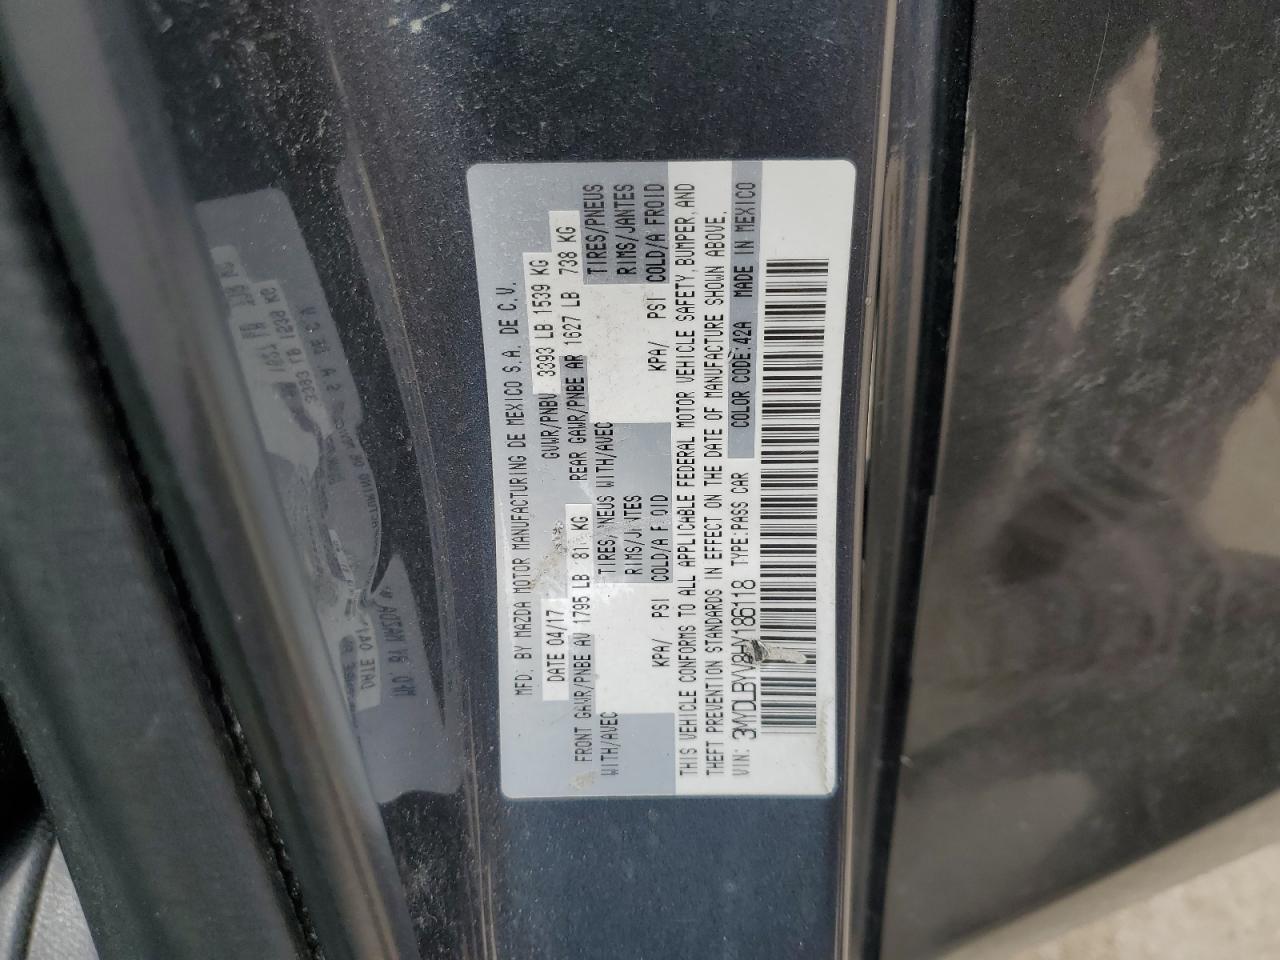 MFD. BY MAZDA MOTOR MANUFACTURING DE MEXICO S.A. DE C.V.
DATE 04/17 GVWR/PNBV 3393 LB 1539 KG
FRONT GAWR/PNBE AV 1795 LB 81 KG REAR GAWR/PNBE AR 1627 LB 738 KG
WITH/AVEC TIRES/ NEUS WITH/AVEC TIRES/PNEUS
RIMS/J NTES RIMS/JANTES
KPA/ PSI COLD/A F OID KPA/ PSI COLD/A FROID
THIS VEHICLE CONFORMS TO ALL APPLICABLE FEDERAL MOTOR VEHICLE SAFETY, BUMPER, AND
THEFT PREVENTION STANDARDS IN EFFECT ON THE DATE OF MANUFACTURE SHOWN ABOVE.
VIN: 3MYDLBYV8HY186118 TYPE:PASS CAR COLOR CODE:42A MADE IN MEXICO